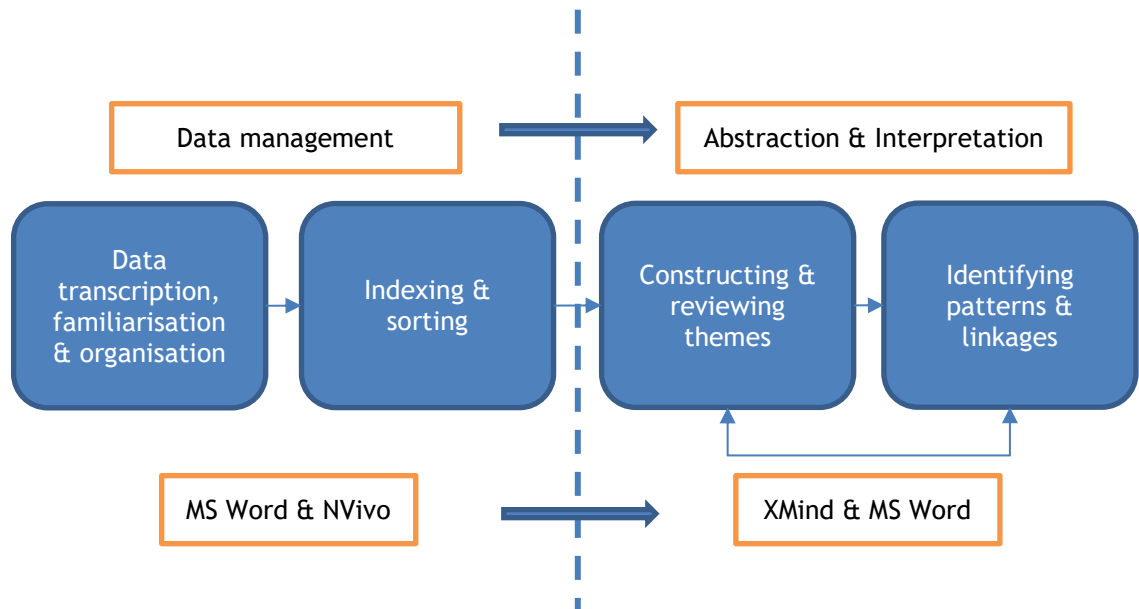 Data management
Abstraction & Interpretation
Data
transcription,
familiarisation
& organisation
Indexing &
sorting
Constructing &
reviewing
themes
Identifying
patterns &
linkages
MS Word & NVivo
XMind & MS Word